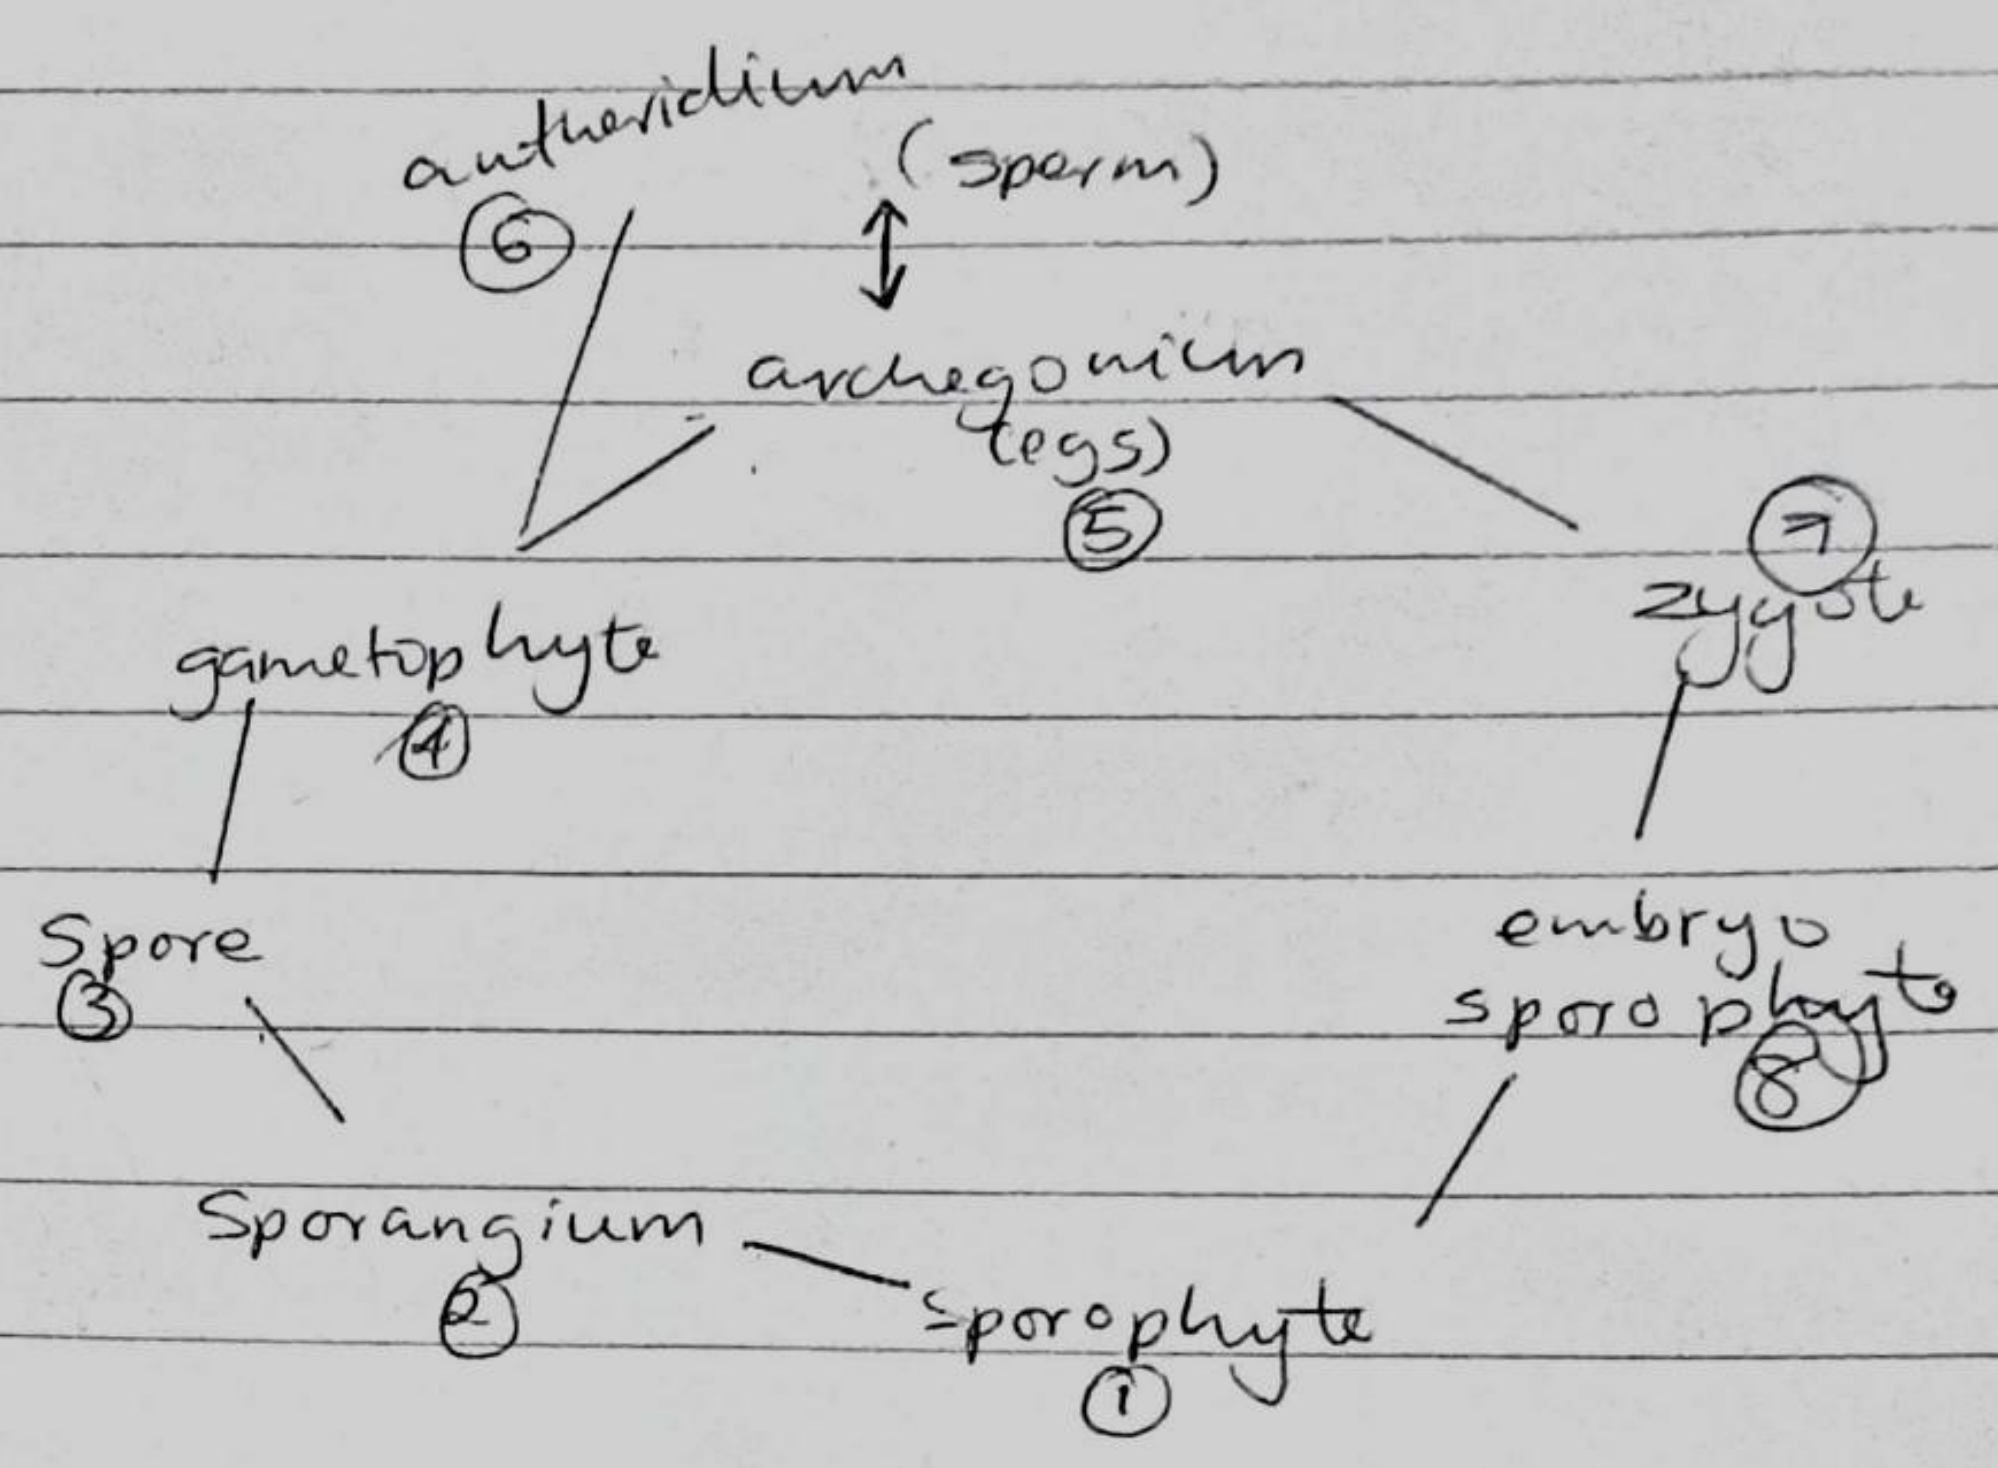 antheridium
(sperm)
6
archegonium
(egs)
5
7
zygote
gametophyte
4
Spore
3
embryo
sporophyte
8
Sporangium
2
sporophyte
1